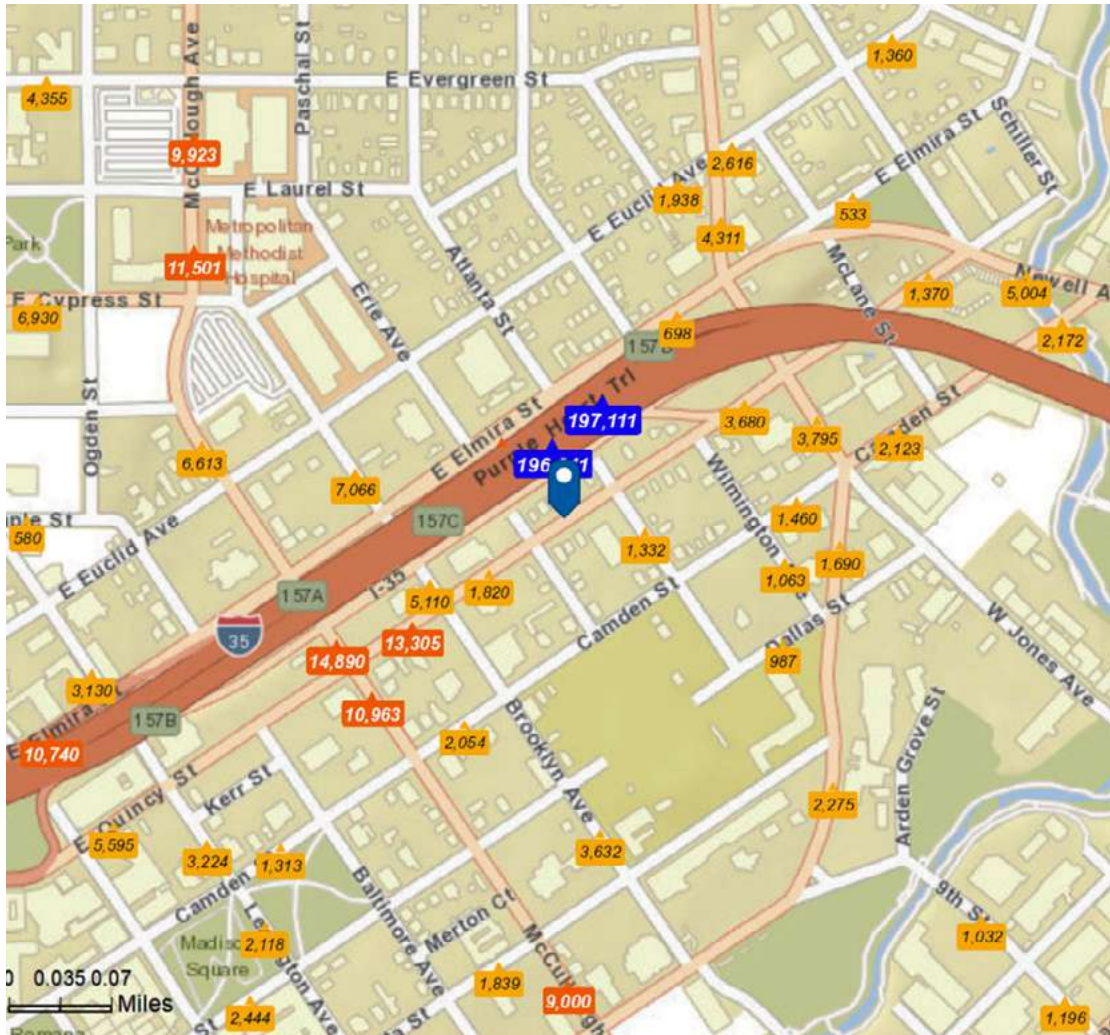 1,360
E Evergreen St
4,355
McCullough Ave
Paschal St
Schiller St
9,923
2,616
E Elmira St
E Laurel St
1,938
E Euclid Ave
533
Metropolitan
Methodist
Hospital
Park
4,311
11,501
Atlanta St
McLane St
1,370
5,004
Newell A
E Cypress St
6,930
Erie Ave
698
2,172
Purple Heart Trl
197,111
3,680
3,795
Camden St
2,123
Ogden St
E Elmira St
6,613
7,066
Wilmington
1,460
157C
580
E Euclid Ave
1,332
1,690
I-35
1,063
157A
5,110
1,820
Camden St
W Jones Ave
35
13,305
Dallas St
14,890
987
3,130
10,963
157B
Arden Grove St
E Elmira
10,740
Brooklyn Ave
2,054
Kerr St
E Quincy St
2,275
5,595
3,224
1,313
3,632
Camden
Baltimore Ave
Merton Ct
9th St
2,118
Madison
Square
Lexington Ave
McCullough
1,032
1,839
0 0.035 0.07
Miles
9,000
2,444
1,196